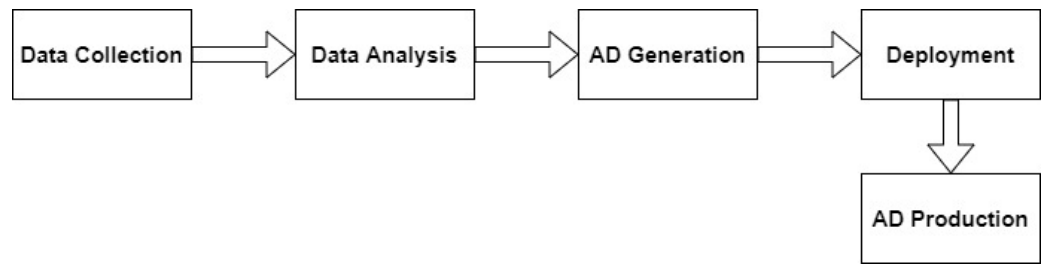 Data Collection
Data Analysis
AD Generation
Deployment
AD Production